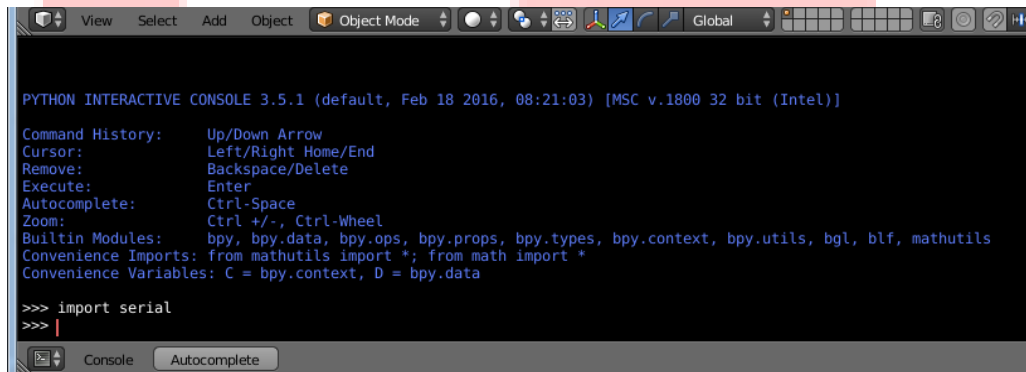 View Select Add Object Object Mode Global
PYTHON INTERACTIVE CONSOLE 3.5.1 (default, Feb 18 2016, 08:21:03) [MSC v.1800 32 bit (Intel)]
Command History: Up/Down Arrow
Cursor: Left/Right Home/End
Remove: Backspace/Delete
Execute: Enter
Autocomplete: Ctrl-Space
Zoom: Ctrl +/-, Ctrl-Wheel
Builtin Modules: bpy, bpy.data, bpy.ops, bpy.props, bpy.types, bpy.context, bpy.utils, bgl, blf, mathutils
Convenience Imports: from mathutils import *; from math import *
Convenience Variables: C = bpy.context, D = bpy.data
>>> import serial
>>>
Console Autocomplete